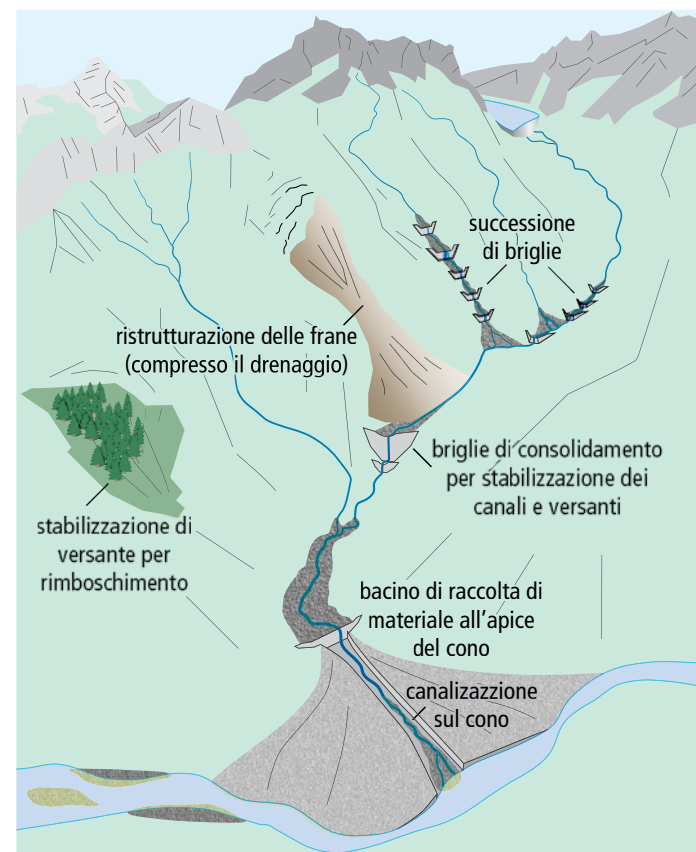 successione
di briglie
ristrutturazione delle frane
(compresso il drenaggio)
briglie di consolidamento
per stabilizzazione dei
canali e versanti
stabilizzazione di
versante per
rimboschimento
bacino di raccolta di
materiale all'apice
del cono
canalizazzione
sul cono